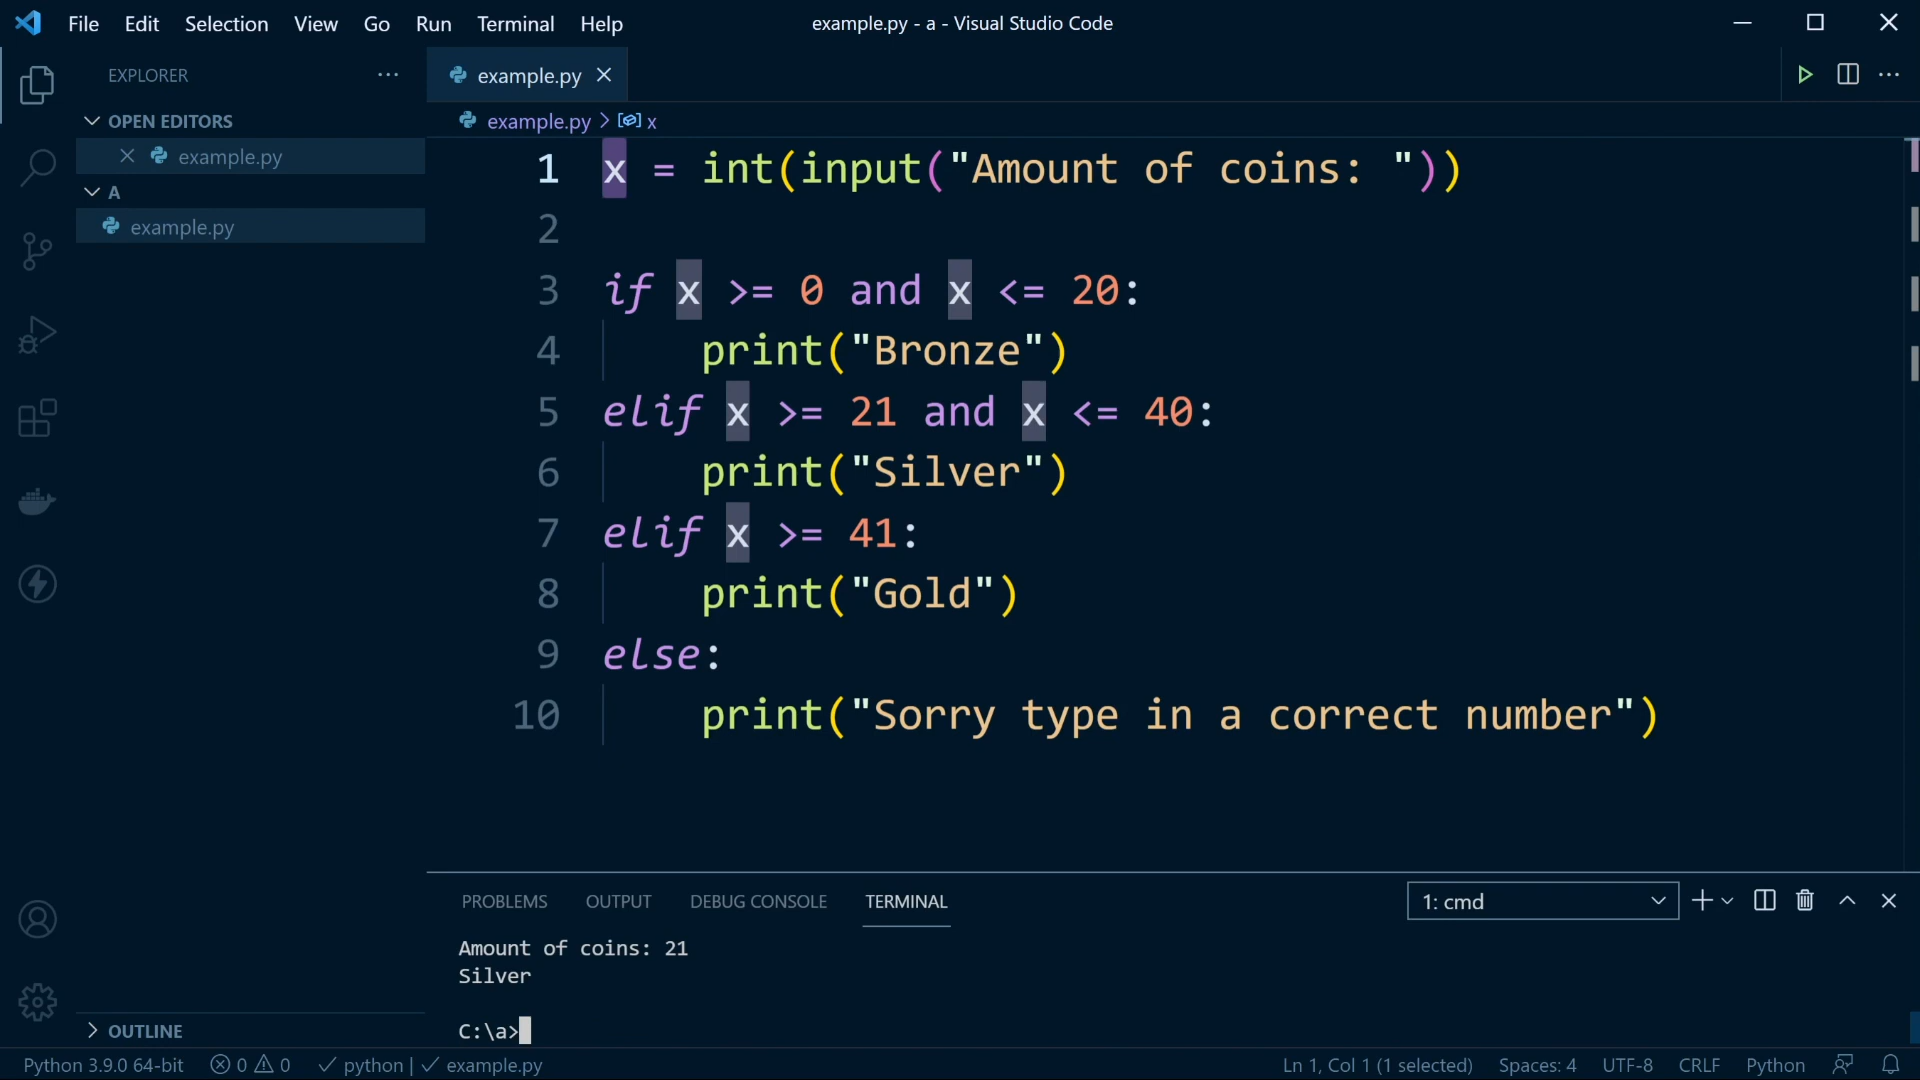 File Edit Selection View Go Run Terminal Help example.py - a - Visual Studio Code
EXPLORER
OPEN EDITORS
example.py
A
example.py
OUTLINE
example.py
example.py > x
1 x = int(input("Amount of coins: "))
2
3 if x >= 0 and x <= 20:
4 print("Bronze")
5 elif x >= 21 and x <= 40:
6 print("Silver")
7 elif x >= 41:
8 print("Gold")
9 else:
10 print("Sorry type in a correct number")
PROBLEMS OUTPUT DEBUG CONSOLE TERMINAL 1: cmd
Amount of coins: 21
Silver
C:\a>
Python 3.9.0 64-bit 0 0 python | example.py Ln 1, Col 1 (1 selected) Spaces: 4 UTF-8 CRLF Python